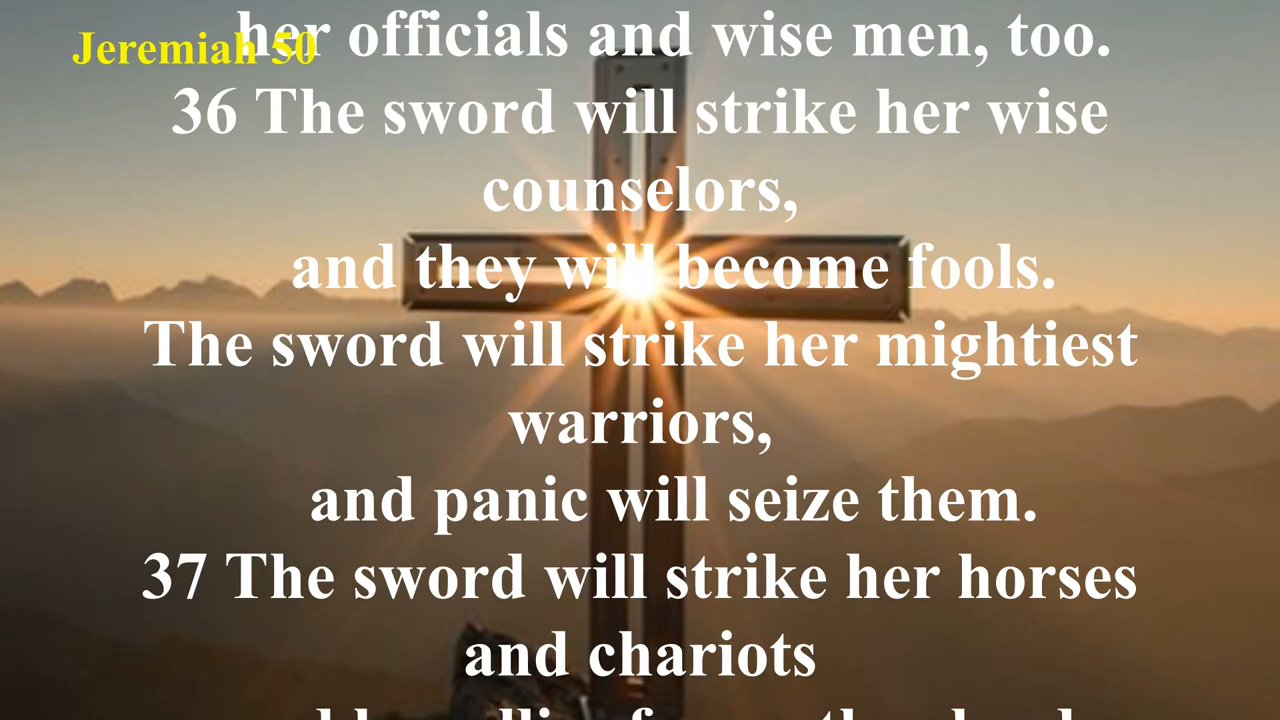 Jeremiah 50
her officials and wise men, too.
36 The sword will strike her wise
counselors,
and they will become fools.
The sword will strike her mightiest
warriors,
and panic will seize them.
37 The sword will strike her horses
and chariots